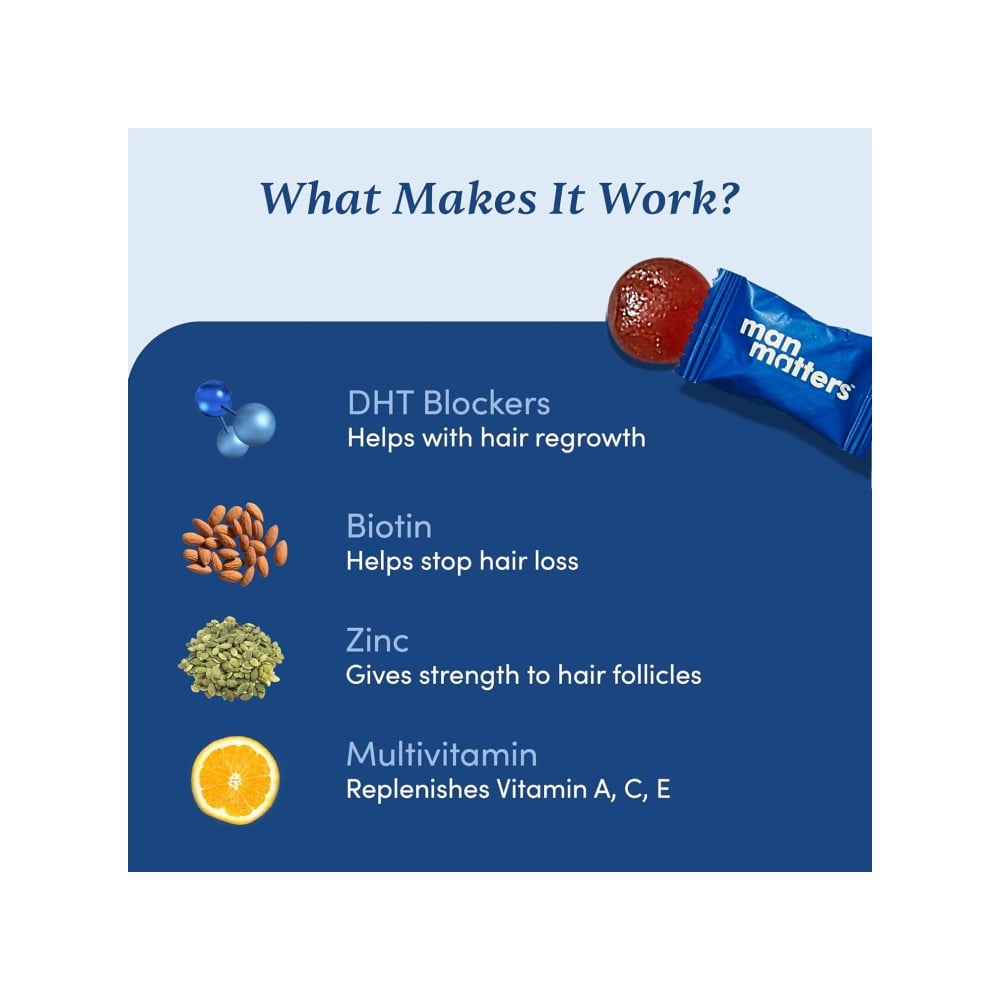 What Makes It Work?
man
matters
DHT Blockers
Helps with hair regrowth
Biotin
Helps stop hair loss
Zinc
Gives strength to hair follicles
Multivitamin
Replenishes Vitamin A, C, E